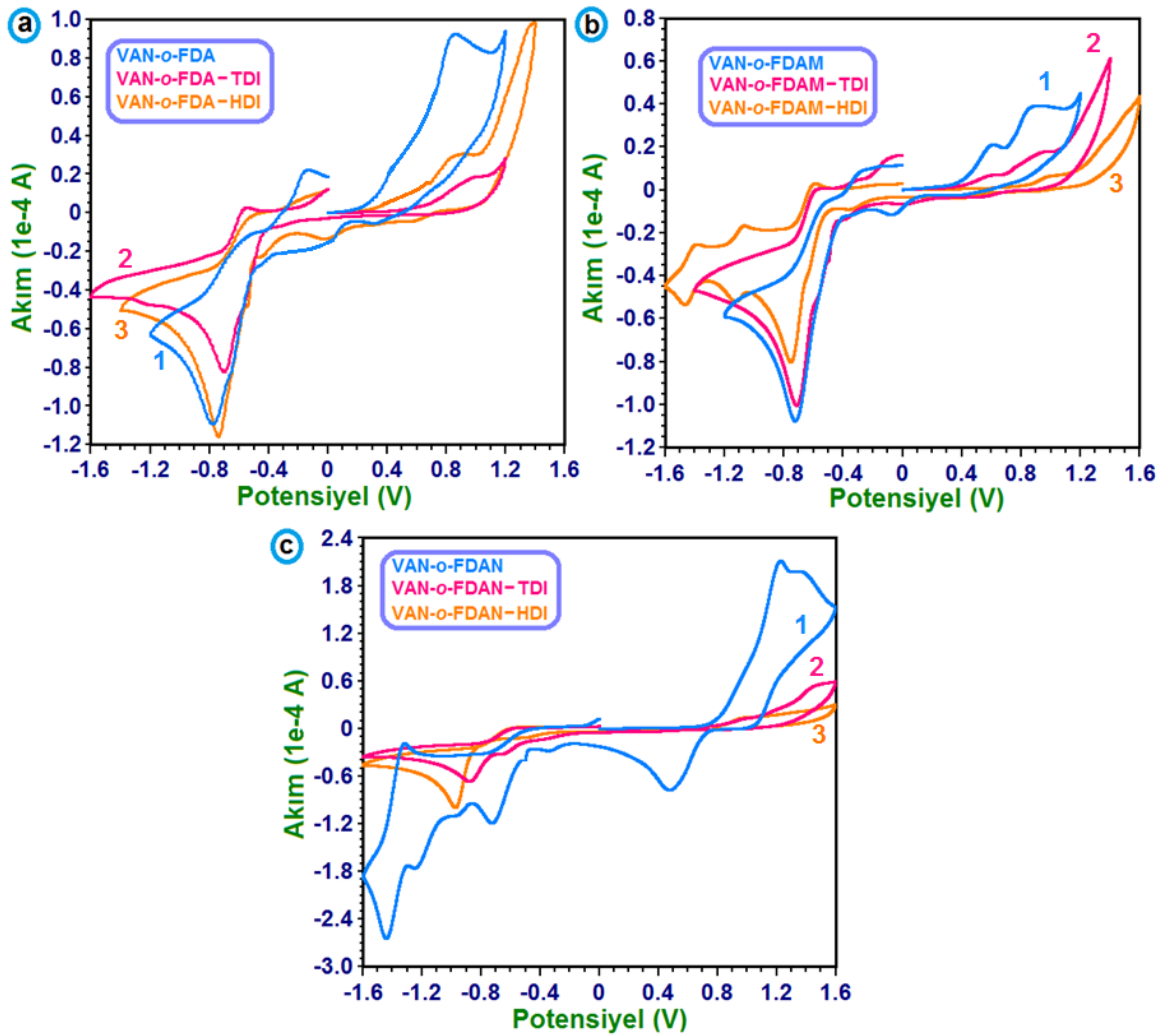 a
1.0
0.8
0.6
0.4
0.2
0
-0.2
-0.4
-0.6
-0.8
-1.0
-1.2
Akım (1e-4 A)
VAN-o-FDA
VAN-o-FDA-TDI
VAN-o-FDA-HDI
2
3
1
-1.6 -1.2 -0.8 -0.4 0 0.4 0.8 1.2 1.6
Potensiyel (V)
b
0.8
0.6
0.4
0.2
0
-0.2
-0.4
-0.6
-0.8
-1.0
-1.2
Akım (1e-4 A)
VAN-o-FDAM
VAN-o-FDAM-TDI
VAN-o-FDAM-HDI
2
1
3
-1.6 -1.2 -0.8 -0.4 0 0.4 0.8 1.2 1.6
Potensiyel (V)
c
2.4
1.8
1.2
0.6
0
-0.6
-1.2
-1.8
-2.4
-3.0
Akım (1e-4 A)
VAN-o-FDAN
VAN-o-FDAN-TDI
VAN-o-FDAN-HDI
1
2
3
-1.6 -1.2 -0.8 -0.4 0 0.4 0.8 1.2 1.6
Potensiyel (V)